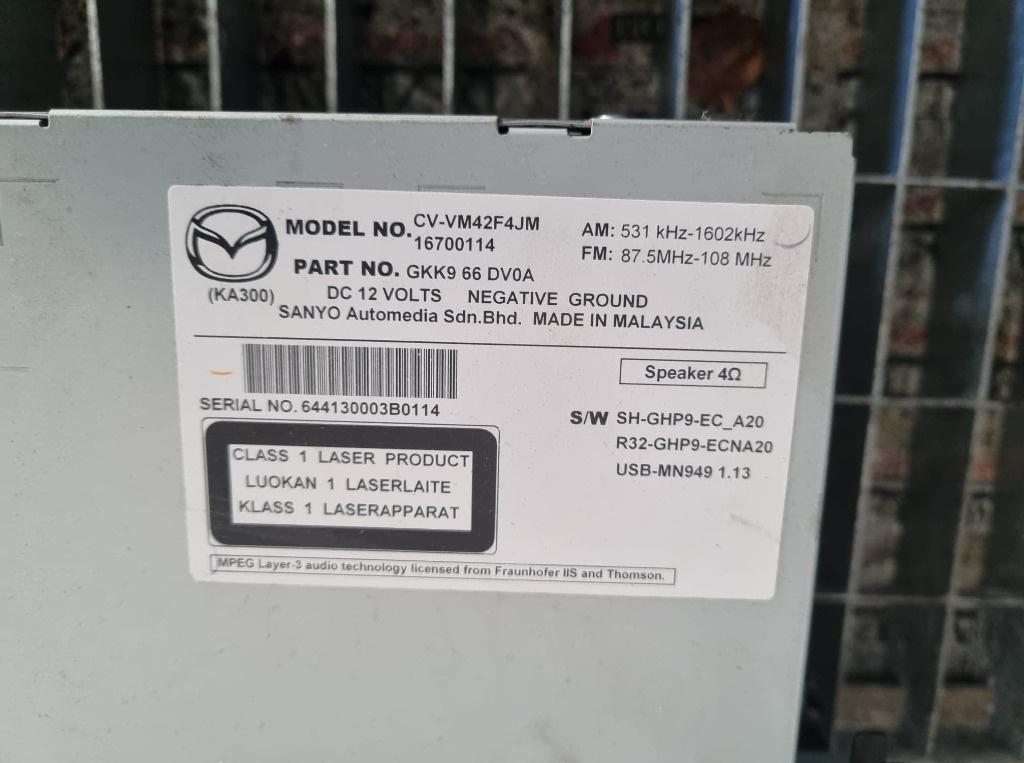 MODEL NO. CV-VM42F4JM
16700114
AM: 531 kHz-1602kHz
FM: 87.5MHz-108 MHz
PART NO. GKK9 66 DV0A
(KA300)
DC 12 VOLTS NEGATIVE GROUND
SANYO Automedia Sdn.Bhd. MADE IN MALAYSIA
Speaker 4Ω
SERIAL NO. 644130003B0114
S/W SH-GHP9-EC_A20
R32-GHP9-ECNA20
USB-MN949 1.13
CLASS 1 LASER PRODUCT
LUOKAN 1 LASERLAITE
KLASS 1 LASERAPPARAT
MPEG Layer-3 audio technology licensed from Fraunhofer IIS and Thomson.